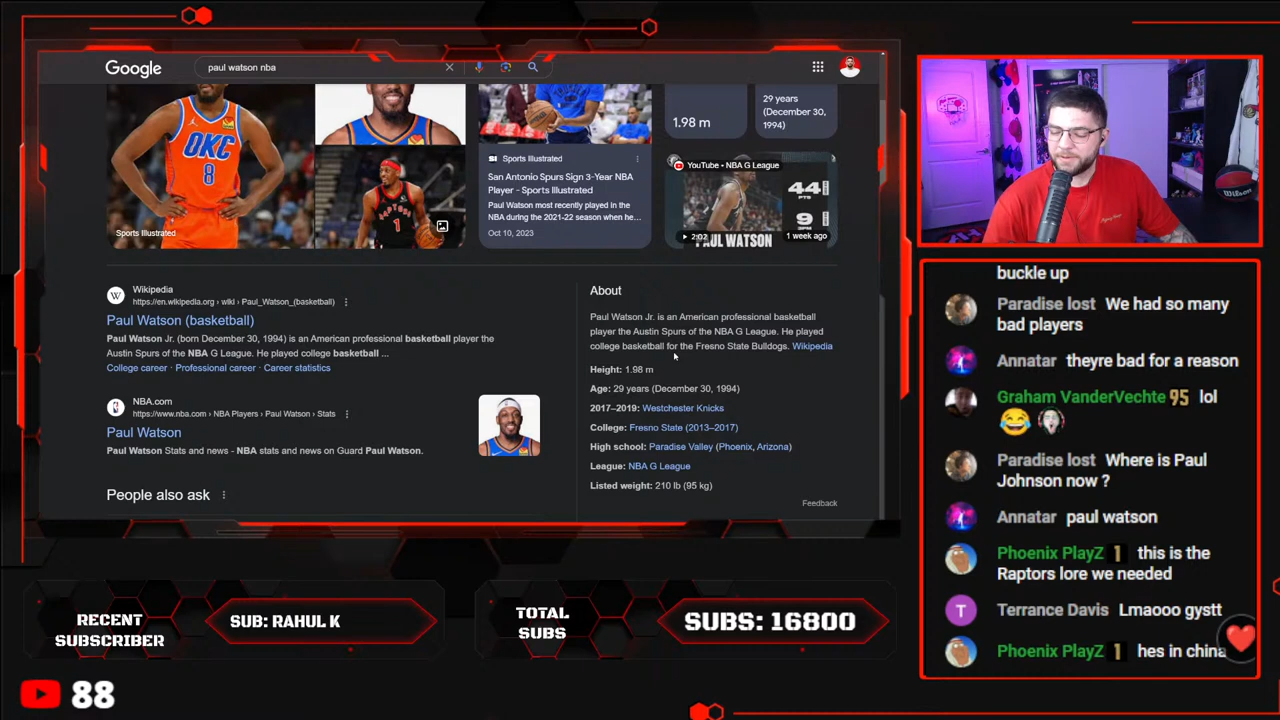 Google
paul watson nba
OKC
8
Sports Illustrated
1
Sports Illustrated
San Antonio Spurs Sign 3-Year NBA
Player - Sports Illustrated
Paul Watson most recently played in the
NBA during the 2021-22 season when he...
Oct 10, 2023
1.98 m
29 years
(December 30,
1994)
YouTube • NBA G League
44
PTS
9
2:02
PAUL WATSON
1 week ago
Wikipedia
https://en.wikipedia.org › wiki › Paul_Watson_(basketball)
Paul Watson (basketball)
Paul Watson Jr. (born December 30, 1994) is an American professional basketball player the
Austin Spurs of the NBA G League. He played college basketball ...
College career · Professional career · Career statistics
NBA.com
https://www.nba.com › NBA Players › Paul Watson › Stats
Paul Watson
Paul Watson Stats and news - NBA stats and news on Guard Paul Watson.
People also ask
About
Paul Watson Jr. is an American professional basketball
player the Austin Spurs of the NBA G League. He played
college basketball for the Fresno State Bulldogs. Wikipedia
Height: 1.98 m
Age: 29 years (December 30, 1994)
2017–2019: Westchester Knicks
College: Fresno State (2013–2017)
High school: Paradise Valley (Phoenix, Arizona)
League: NBA G League
Listed weight: 210 lb (95 kg)
Feedback
Wilson
buckle up
Paradise lost We had so many
bad players
Annatar theyre bad for a reason
Graham VanderVechte 95 lol
Paradise lost Where is Paul
Johnson now ?
Annatar paul watson
Phoenix PlayZ 1 this is the
Raptors lore we needed
T Terrance Davis Lmaooo gystt
Phoenix PlayZ 1 hes in china
RECENT
SUBSCRIBER
SUB: RAHUL K
TOTAL
SUBS
SUBS: 16800
88